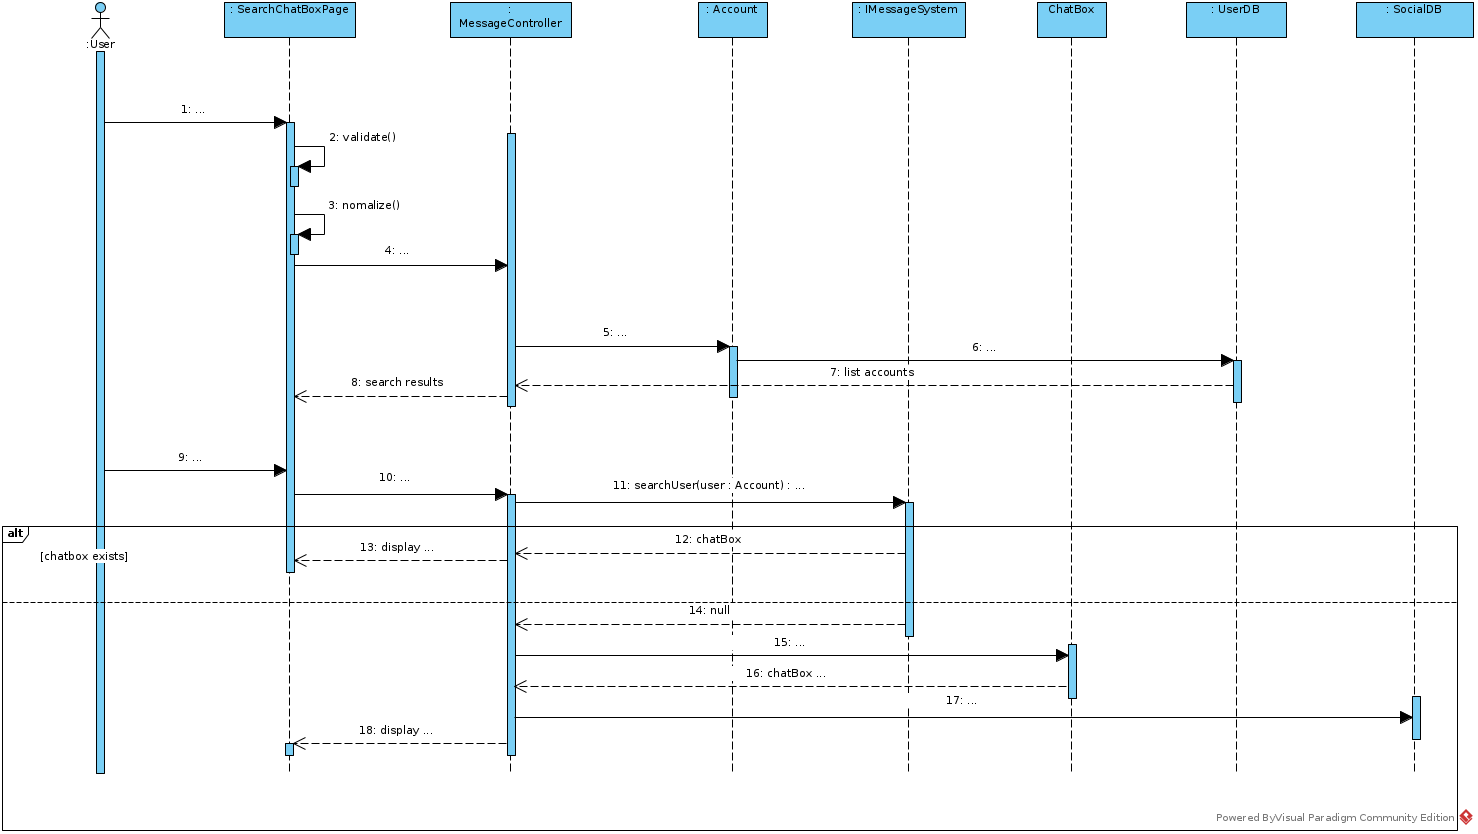 : SearchChatBoxPage
:
MessageController
: Account
: IMessageSystem
ChatBox
: UserDB
: SocialDB
:User
1: ...
2: validate()
3: nomalize()
4: ...
5: ...
6: ...
7: list accounts
8: search results
9: ...
10: ...
11: searchUser(user : Account) : ...
alt
[chatbox exists]
12: chatBox
13: display ...
14: null
15: ...
16: chatBox ...
17: ...
18: display ...
Powered ByVisual Paradigm Community Edition